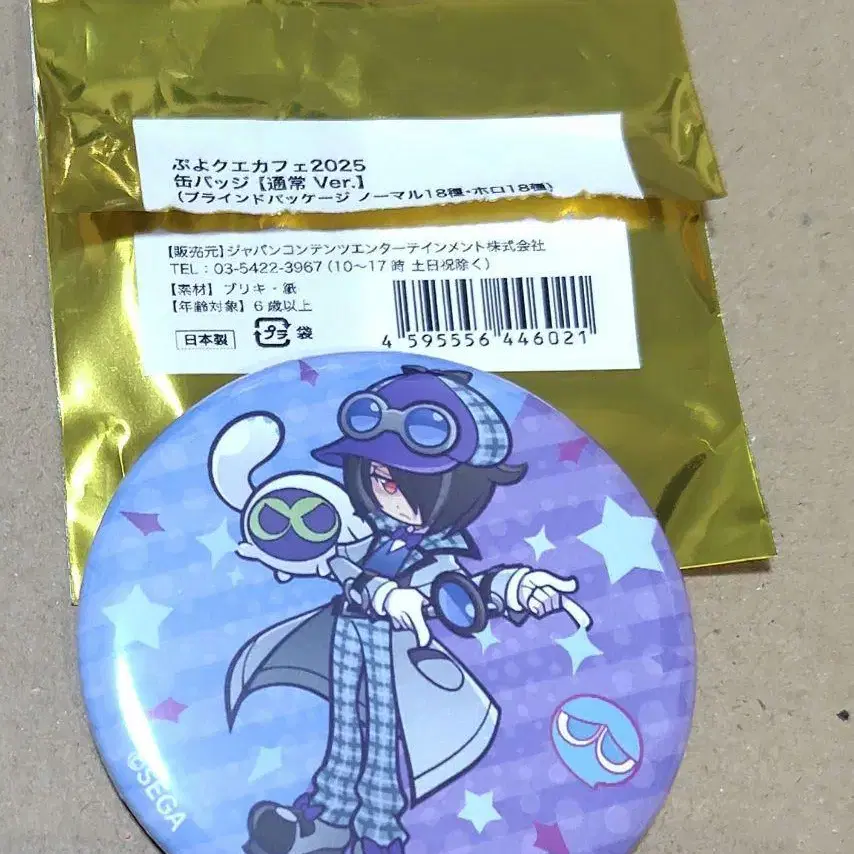 ぷよクエカフェ2025
缶バッジ【通常 Ver.】
(ブラインドパッケージ ノーマル18種・ホロ18種)
【販売元】ジャパンコンテンツエンターテインメント株式会社
TEL：03-5422-3967（10～17 時 土日祝除く）
【素材】ブリキ・紙
【年齢対象】6 歳以上
日本製 プラ 袋
4 595556 446021
©SEGA